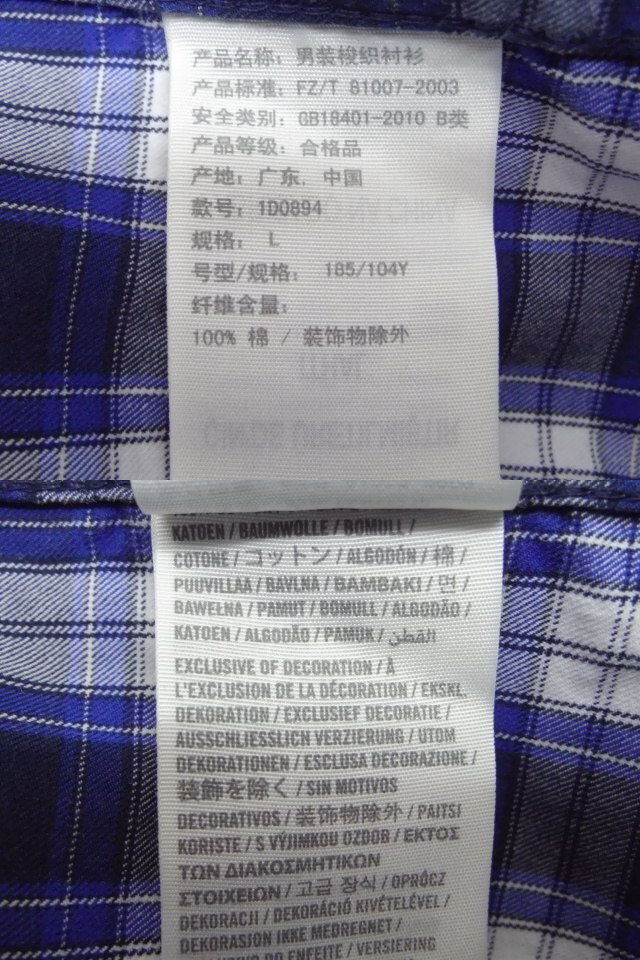 产品名称：男装梭织衬衫
产品标准：FZ/T 81007-2003
安全类别：GB18401-2010 B类
产品等级：合格品
产地：广东，中国
款号：1D0894
规格：L
号型/规格：185/104Y
纤维含量：
100% 棉 / 装饰物除外
KATOEN / BAUMWOLLE / BOMULL /
COTONE / コットン / ALGODÓN / 棉 /
PUUVILLAA / BAVLNA / BAMBAKI / 면 /
BAWEŁNA / PAMUT / BOMULL / ALGODÃO /
KATOEN / ALGODÃO / PAMUK / القطن
EXCLUSIVE OF DECORATION / À
L'EXCLUSION DE LA DÉCORATION / EKSKL.
DEKORATION / EXCLUSIEF DECORATIE /
AUSSCHLIESSLICH VERZIERUNG / UTOM
DEKORATIONEN / ESCLUSA DECORAZIONE /
装飾を除く / SIN MOTIVOS
DECORATIVOS / 装饰物除外 / PAITSI
KORISTE / S VÝJIMKOU OZDOB / ΕΚΤΟΣ
ΤΩΝ ΔΙΑΚΟΣΜΗΤΙΚΩΝ
ΣΤΟΙΧΕΙΩΝ / 고급 장식 / OPRÓCZ
DEKORACJI / DEKORÁCIÓ KIVÉTELÉVEL /
DEKORASJON IKKE MEDREGNET /
DO ENFEITE / VERSIERING